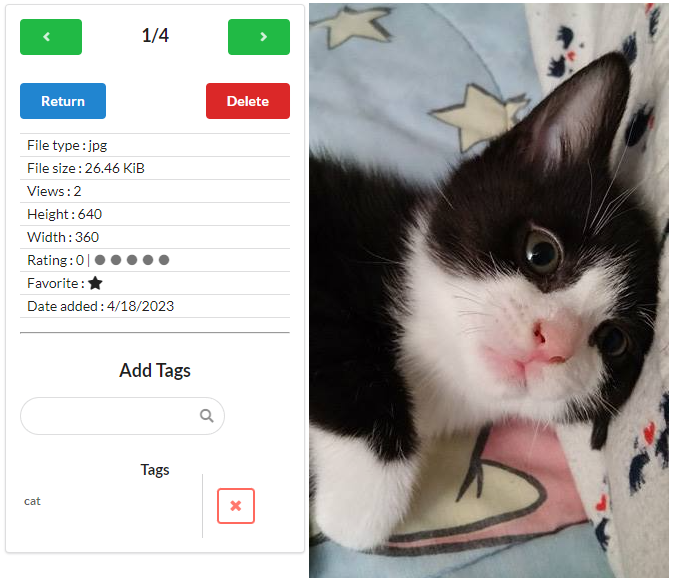 1/4
Return
Delete
File type : jpg
File size : 26.46 KiB
Views : 2
Height : 640
Width : 360
Rating : 0 |
Favorite :
Date added : 4/18/2023
Add Tags
Tags
cat